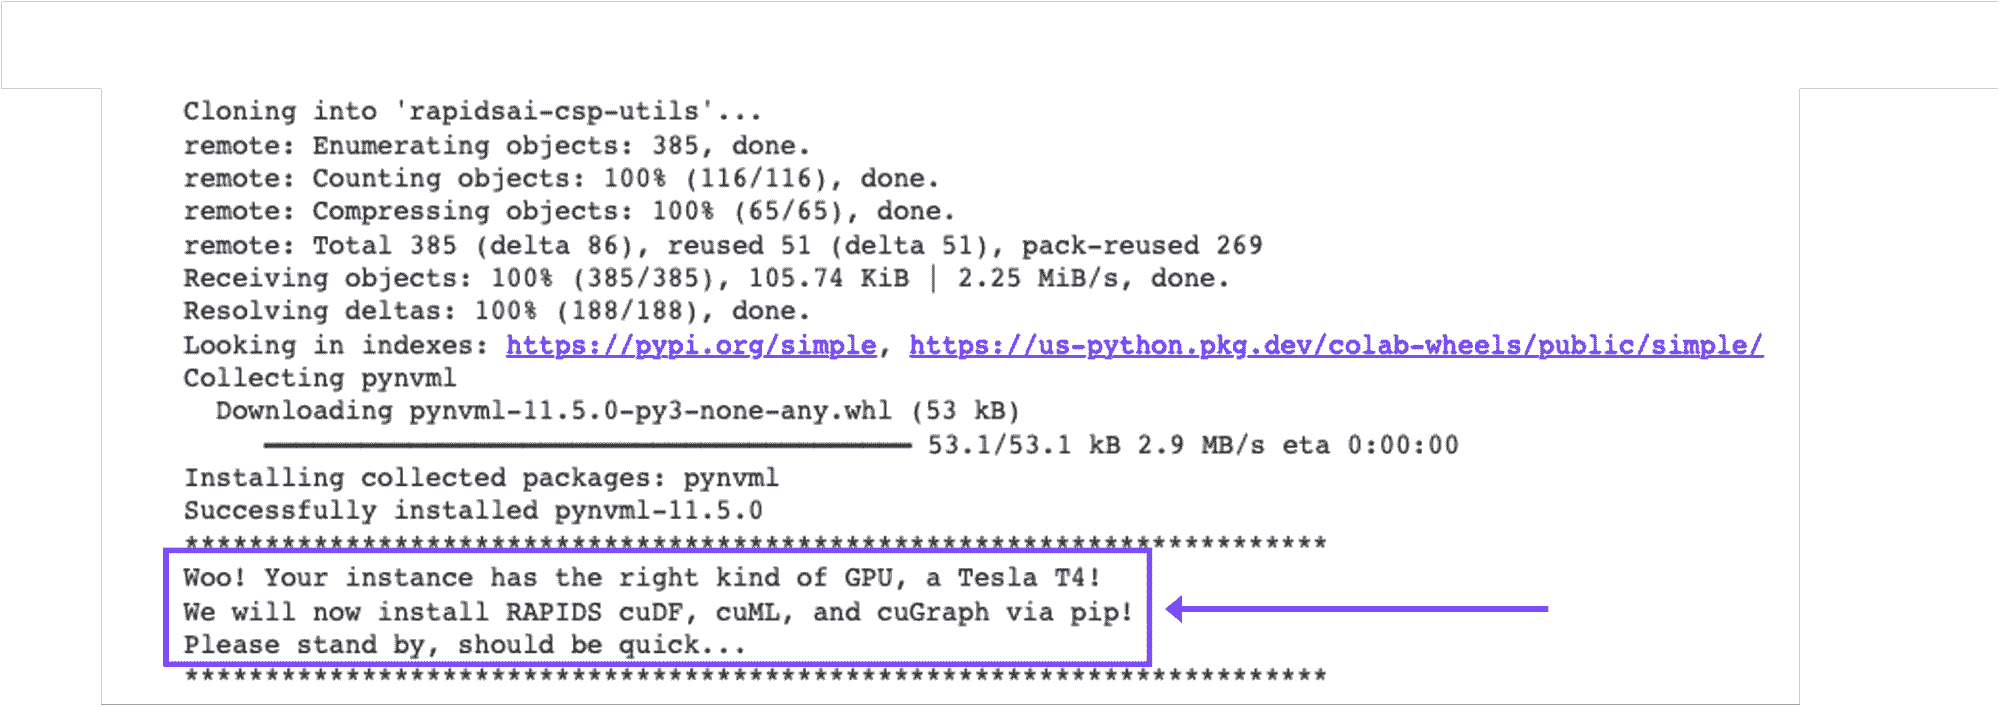 Cloning into 'rapidsai-csp-utils'...
remote: Enumerating objects: 385, done.
remote: Counting objects: 100% (116/116), done.
remote: Compressing objects: 100% (65/65), done.
remote: Total 385 (delta 86), reused 51 (delta 51), pack-reused 269
Receiving objects: 100% (385/385), 105.74 KiB | 2.25 MiB/s, done.
Resolving deltas: 100% (188/188), done.
Looking in indexes: https://pypi.org/simple, https://us-python.pkg.dev/colab-wheels/public/simple/
Collecting pynvml
Downloading pynvml-11.5.0-py3-none-any.whl (53 kB)
━━━━━━━━━━━━━━━━━━━━━━━━━━━━━━━━━━━━━━━━ 53.1/53.1 kB 2.9 MB/s eta 0:00:00
Installing collected packages: pynvml
Successfully installed pynvml-11.5.0
***********************************************************************
Woo! Your instance has the right kind of GPU, a Tesla T4!
We will now install RAPIDS cuDF, cuML, and cuGraph via pip!
Please stand by, should be quick...
***********************************************************************